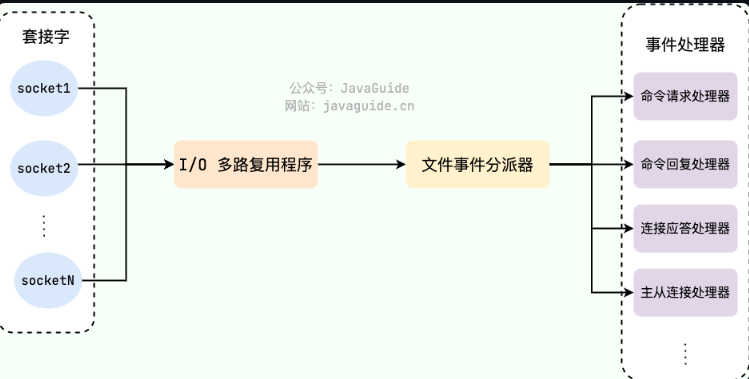 套接字
socket1
socket2
socketN
公众号：JavaGuide
网站：javaguide.cn
I/O 多路复用程序
文件事件分派器
事件处理器
命令请求处理器
命令回复处理器
连接应答处理器
主从连接处理器